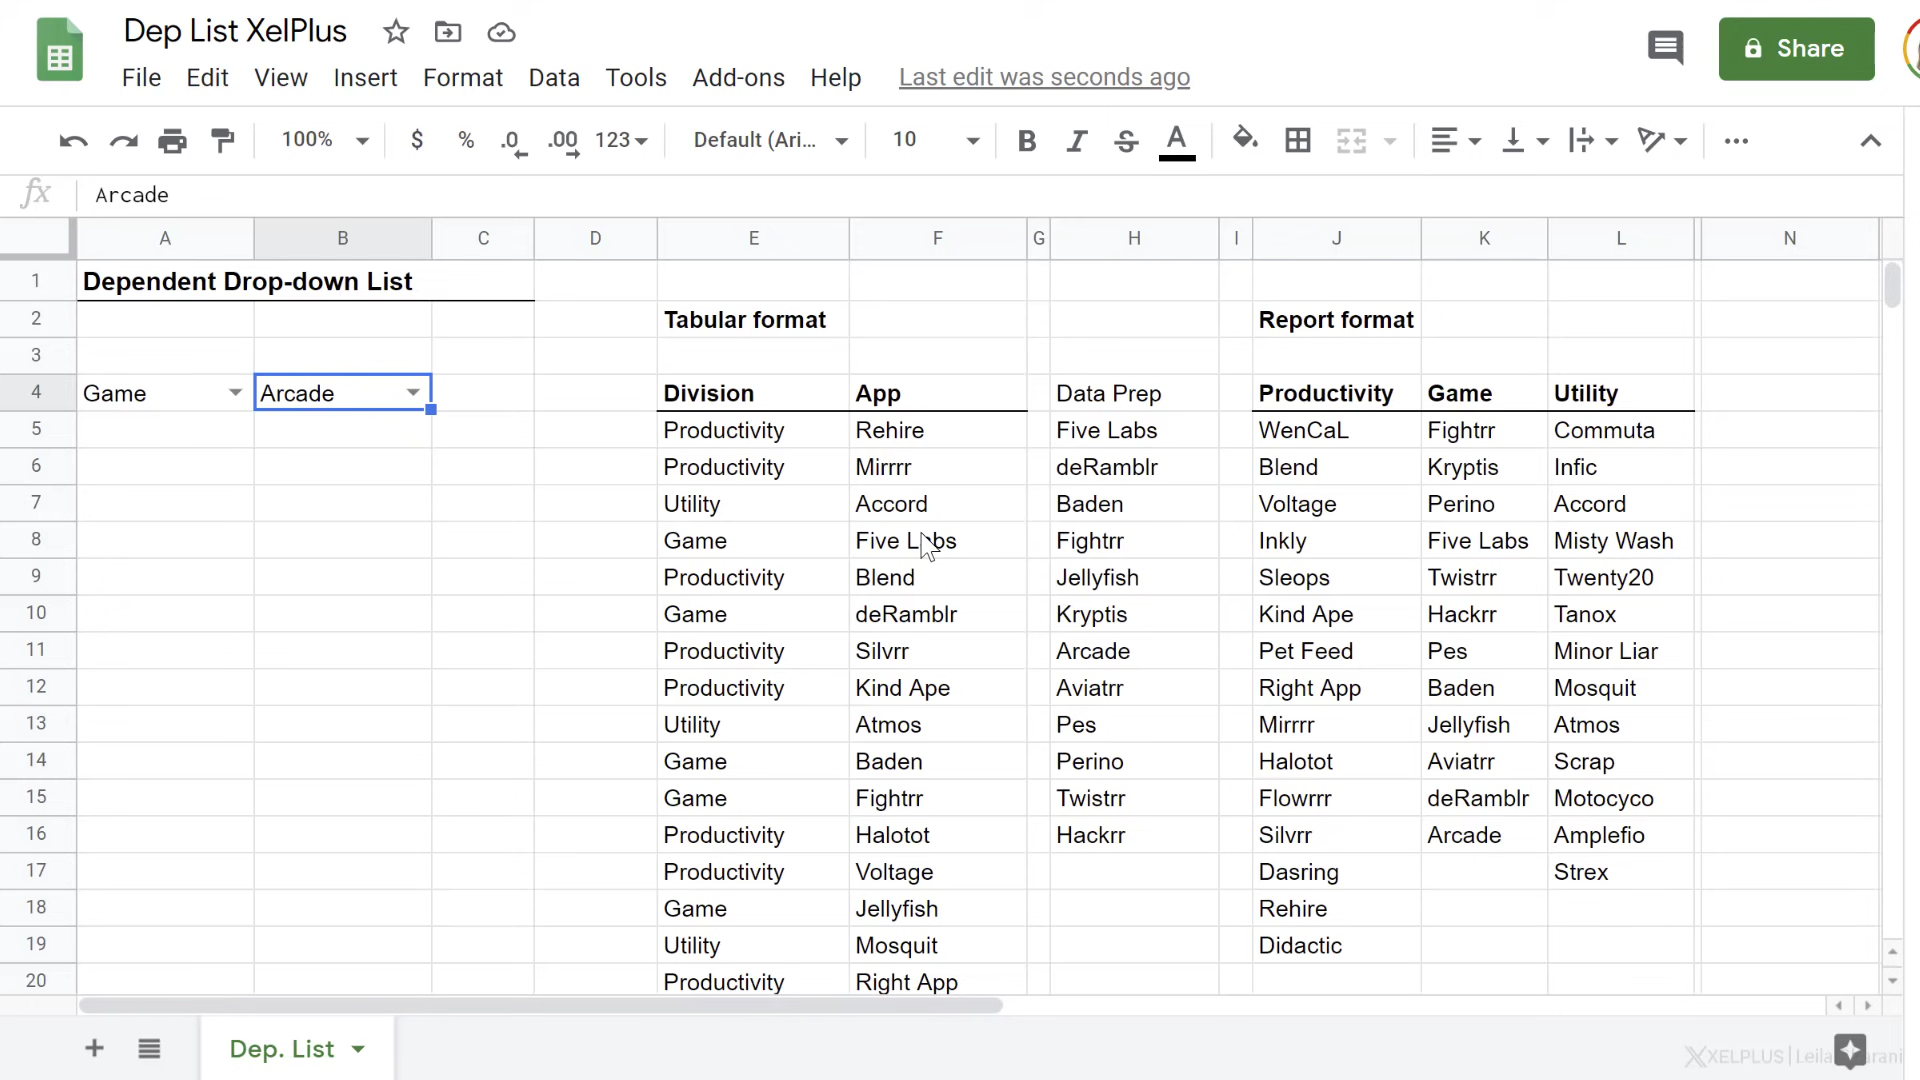 Dep List XelPlus
File Edit View Insert Format Data Tools Add-ons Help Last edit was seconds ago
Share
100% $ % .0 .00 123 Default (Ari... 10 B I S A
fx Arcade
A B C D E F G H I J K L N
1 Dependent Drop-down List
2 Tabular format Report format
3
4 Game Arcade Division App Data Prep Productivity Game Utility
5 Productivity Rehire Five Labs WenCaL Fightrr Commuta
6 Productivity Mirrrr deRamblr Blend Kryptis Infic
7 Utility Accord Baden Voltage Perino Accord
8 Game Five Labs Fightrr Inkly Five Labs Misty Wash
9 Productivity Blend Jellyfish Sleops Twistrr Twenty20
10 Game deRamblr Kryptis Kind Ape Hackrr Tanox
11 Productivity Silvrr Arcade Pet Feed Pes Minor Liar
12 Productivity Kind Ape Aviatrr Right App Baden Mosquit
13 Utility Atmos Pes Mirrrr Jellyfish Atmos
14 Game Baden Perino Halotot Aviatrr Scrap
15 Game Fightrr Twistrr Flowrrr deRamblr Motocyco
16 Productivity Halotot Hackrr Silvrr Arcade Amplefio
17 Productivity Voltage Dasring Strex
18 Game Jellyfish Rehire
19 Utility Mosquit Didactic
20 Productivity Right App
Dep. List
XELPLUS |